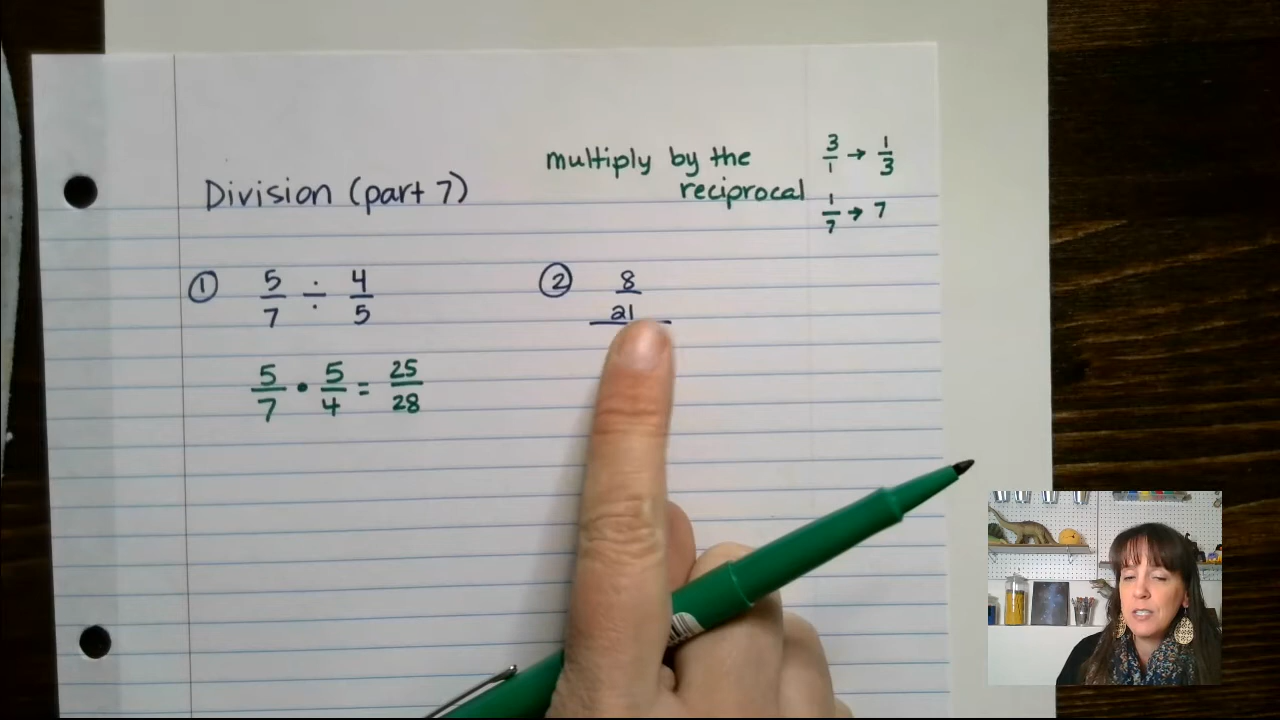 multiply by the
reciprocal
3/1 → 1/3
1/7 → 7
Division (part 7)
① 5/7 ÷ 4/5
5/7 • 5/4 = 25/28
② 8/21